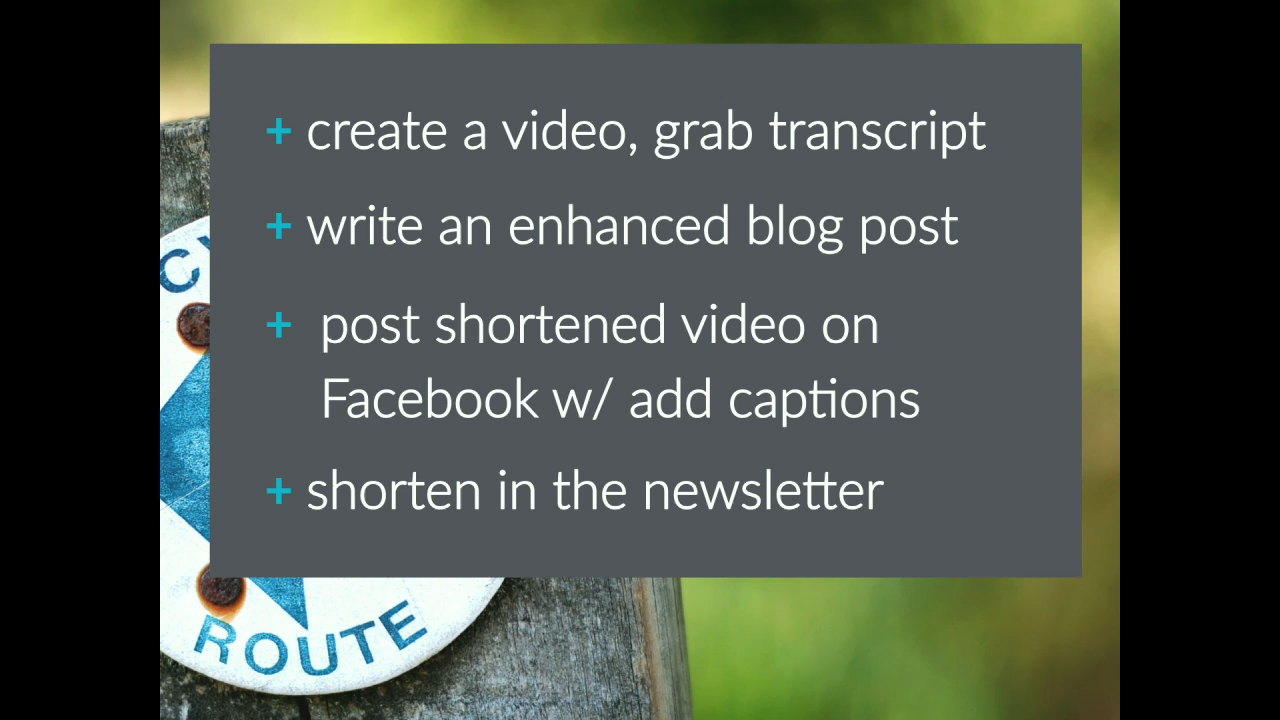 + create a video, grab transcript
+ write an enhanced blog post
+ post shortened video on
Facebook w/ add captions
+ shorten in the newsletter
ROUTE